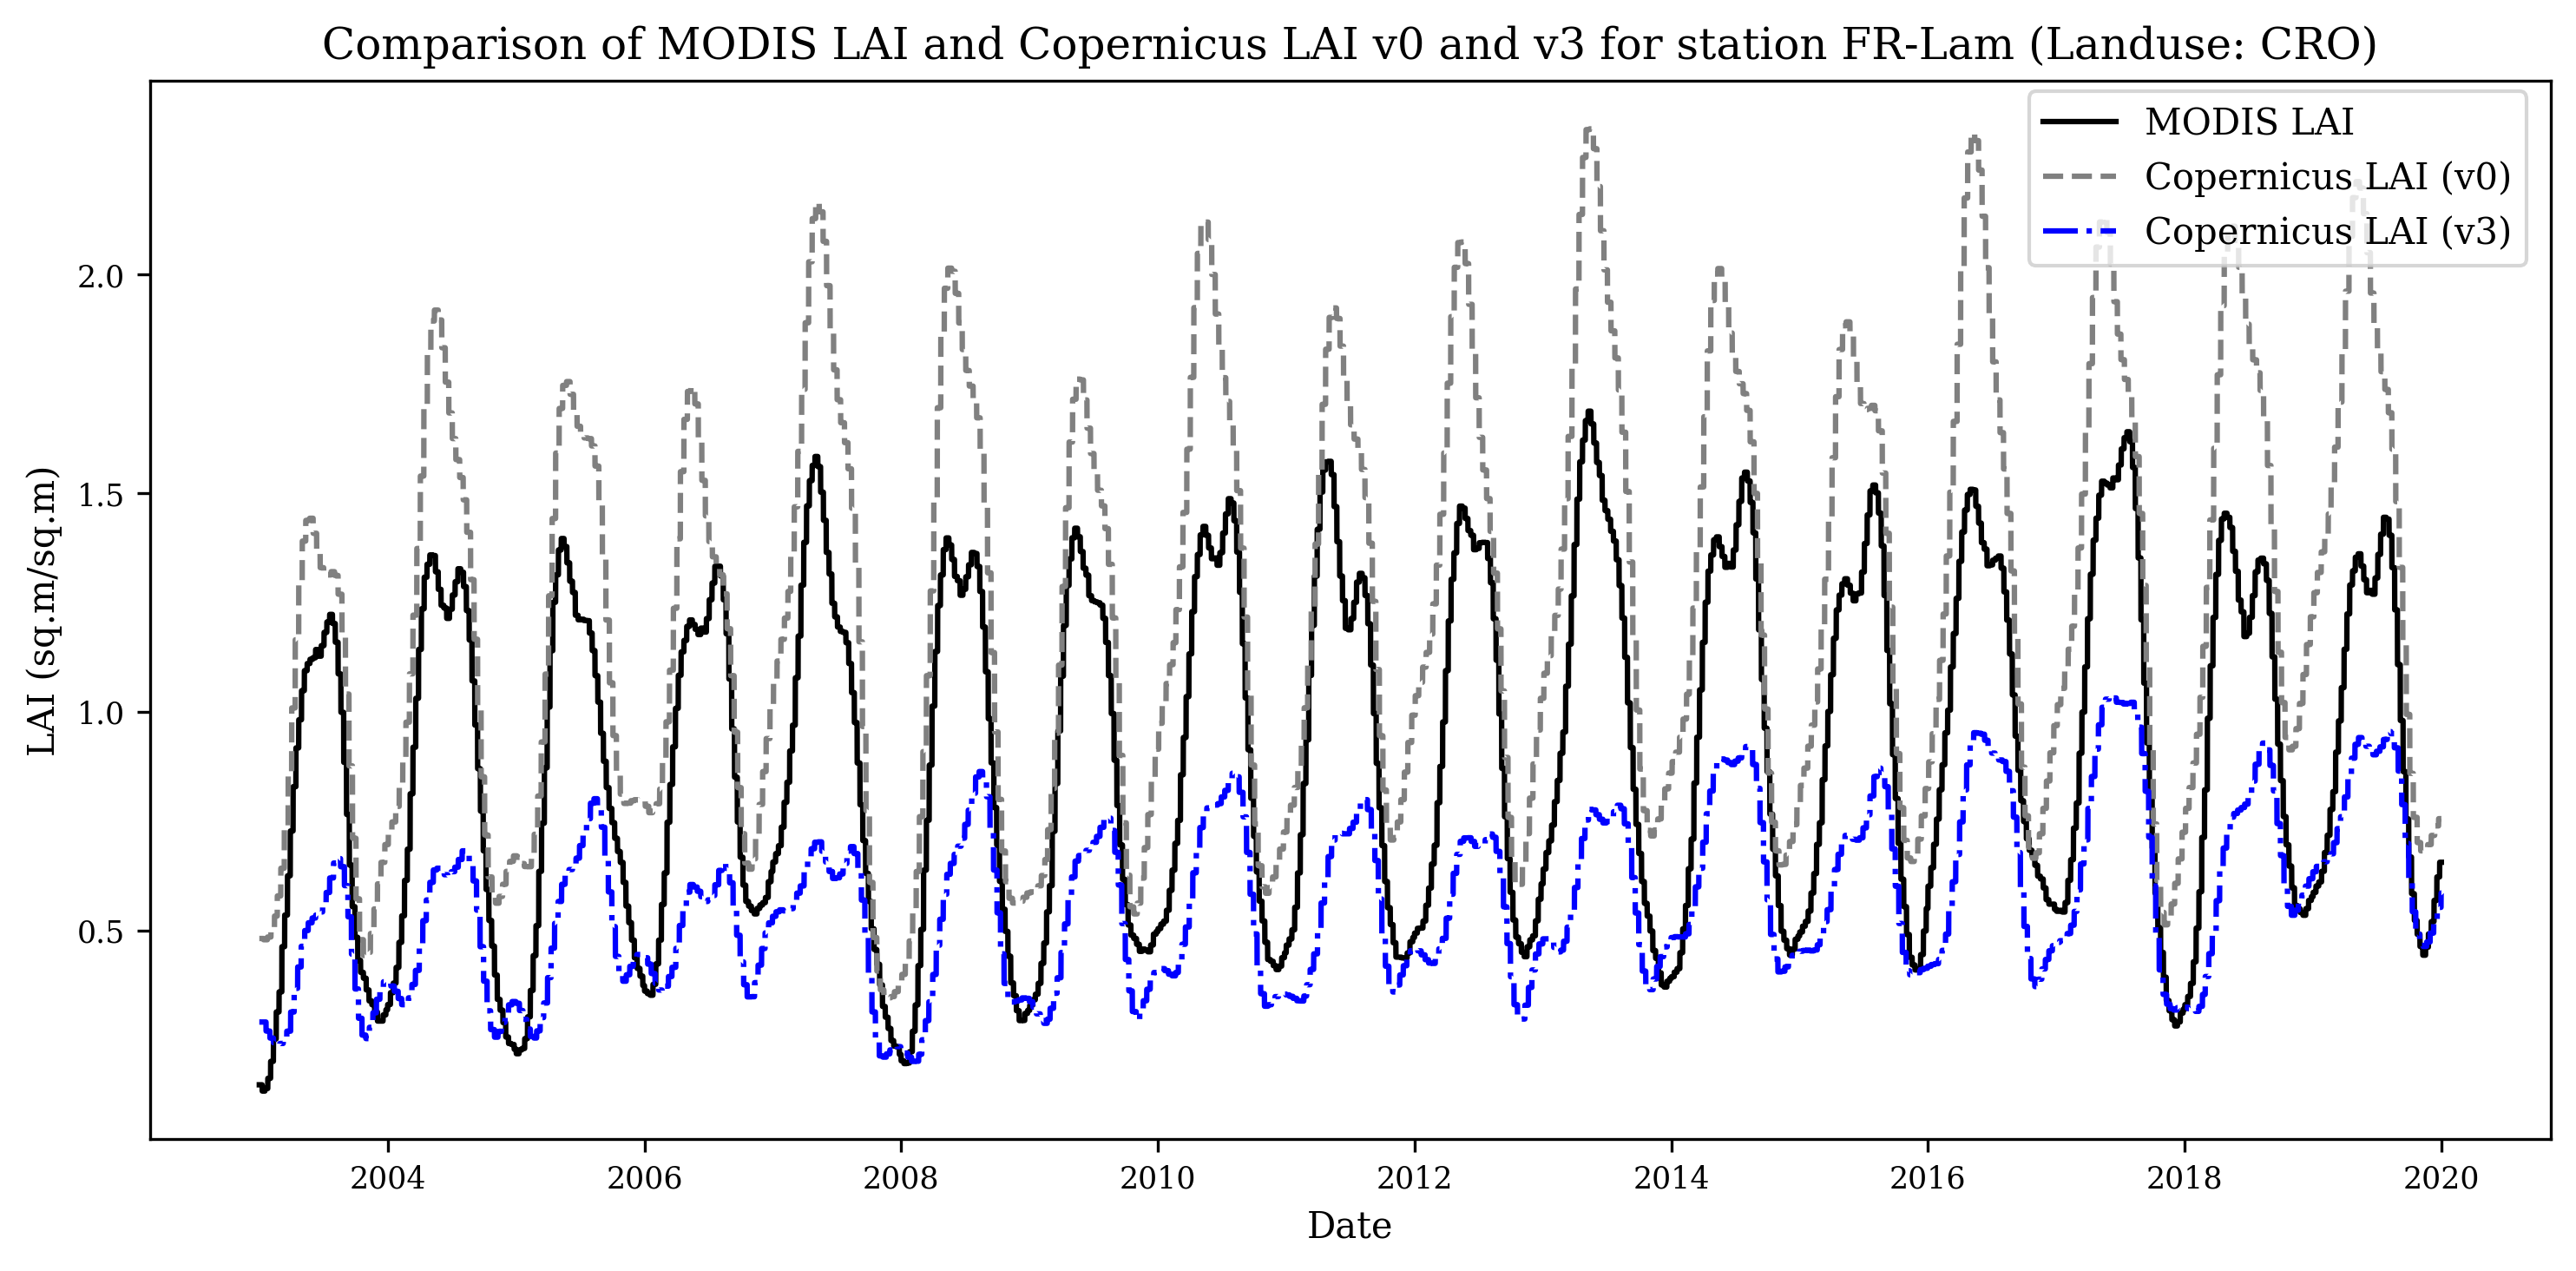 Comparison of MODIS LAI and Copernicus LAI v0 and v3 for station FR-Lam (Landuse: CRO)
MODIS LAI
Copernicus LAI (v0)
Copernicus LAI (v3)
LAI (sq.m/sq.m)
2.0
1.5
1.0
0.5
2004 2006 2008 2010 2012 2014 2016 2018 2020
Date